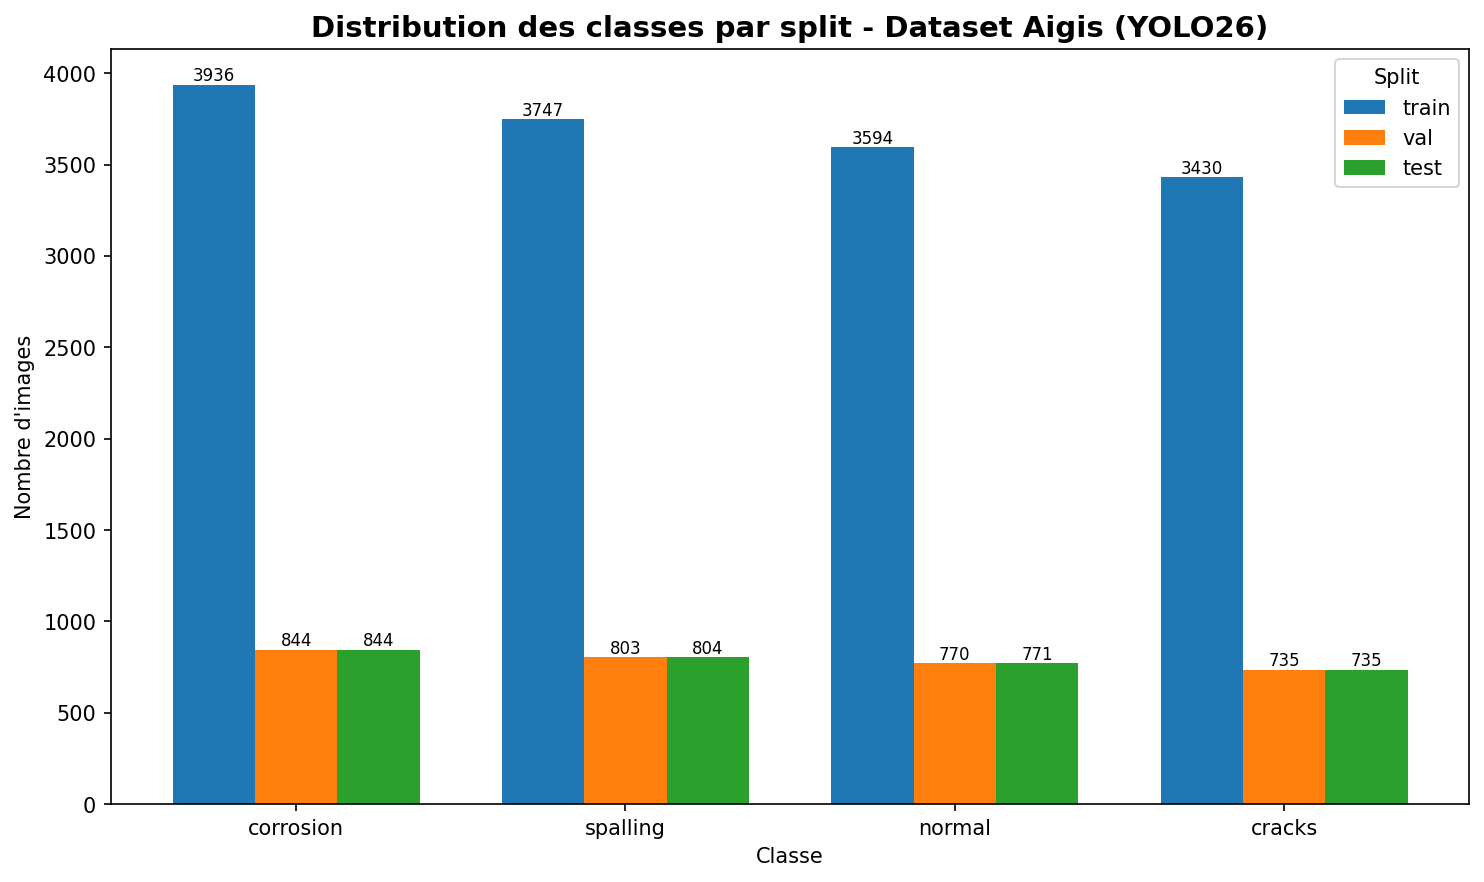 Distribution des classes par split - Dataset Aigis (YOLO26)
Split
train
val
test
Nombre d'images
4000
3500
3000
2500
2000
1500
1000
500
0
3936
844
844
3747
803
804
3594
770
771
3430
735
735
corrosion
spalling
normal
cracks
Classe